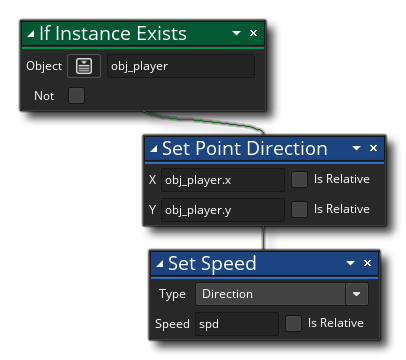 If Instance Exists
Object obj_player
Not
Set Point Direction
X obj_player.x Is Relative
Y obj_player.y Is Relative
Set Speed
Type Direction
Speed spd Is Relative